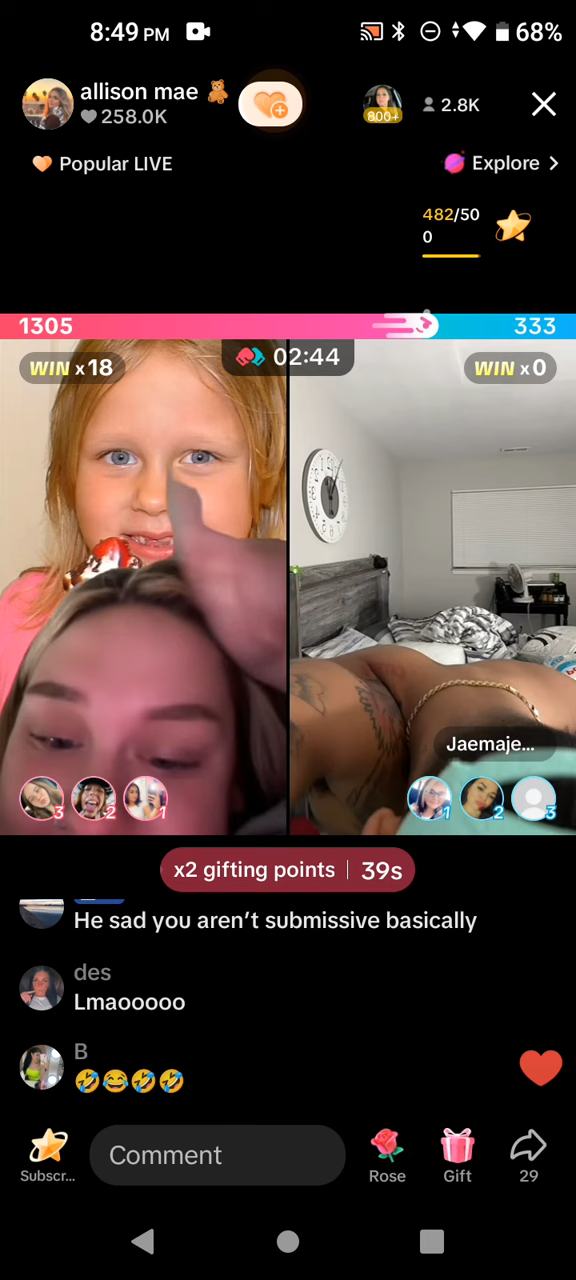 8:49 PM
68%
allison mae 🧸
258.0K
800+
2.8K
Popular LIVE
Explore >
482/50
0
1305
333
WIN x18
02:44
WIN x0
Jaemaje...
3
2
1
1
2
3
x2 gifting points | 39s
He sad you aren’t submissive basically
des
Lmaooooo
B
🤣😂🤣🤣
Comment
Subscr...
Rose
Gift
29